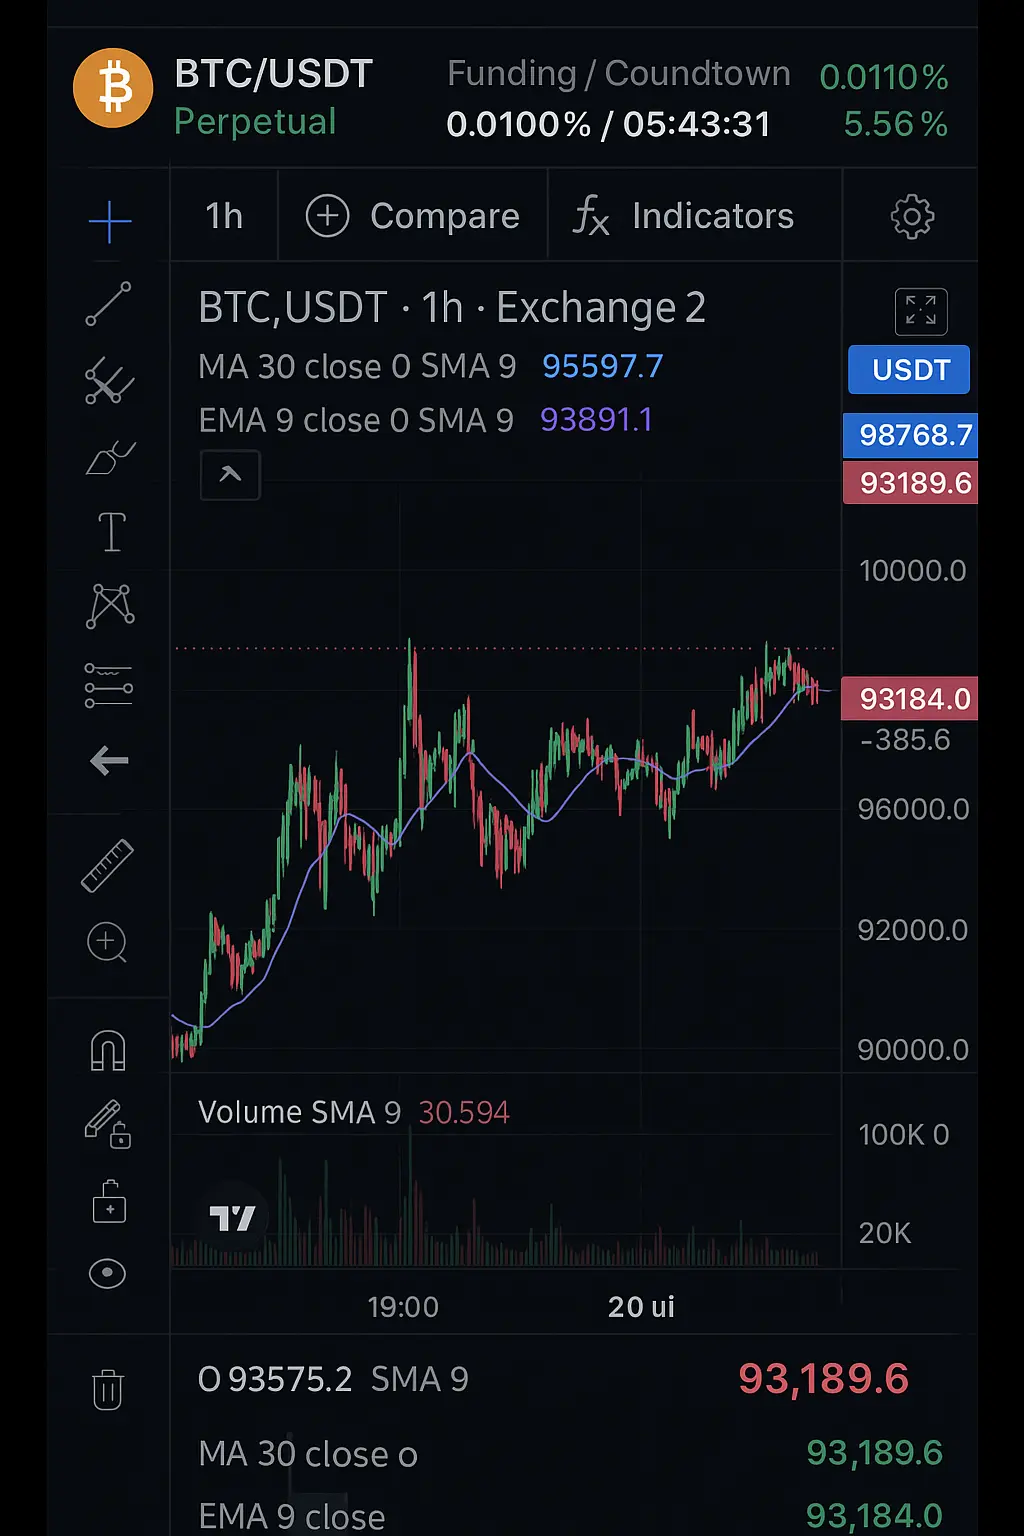 BTC/USDT
Perpetual
Funding / Coundtown
0.0100% / 05:43:31
0.0110%
5.56%
1h
Compare
fx Indicators
BTC,USDT · 1h · Exchange 2
MA 30 close 0 SMA 9 95597.7
EMA 9 close 0 SMA 9 93891.1
USDT
98768.7
93189.6
10000.0
93184.0
-385.6
96000.0
92000.0
90000.0
Volume SMA 9 30.594
100K 0
20K
19:00
20 ui
O 93575.2 SMA 9 93,189.6
MA 30 close o 93,189.6
EMA 9 close 93,184.0